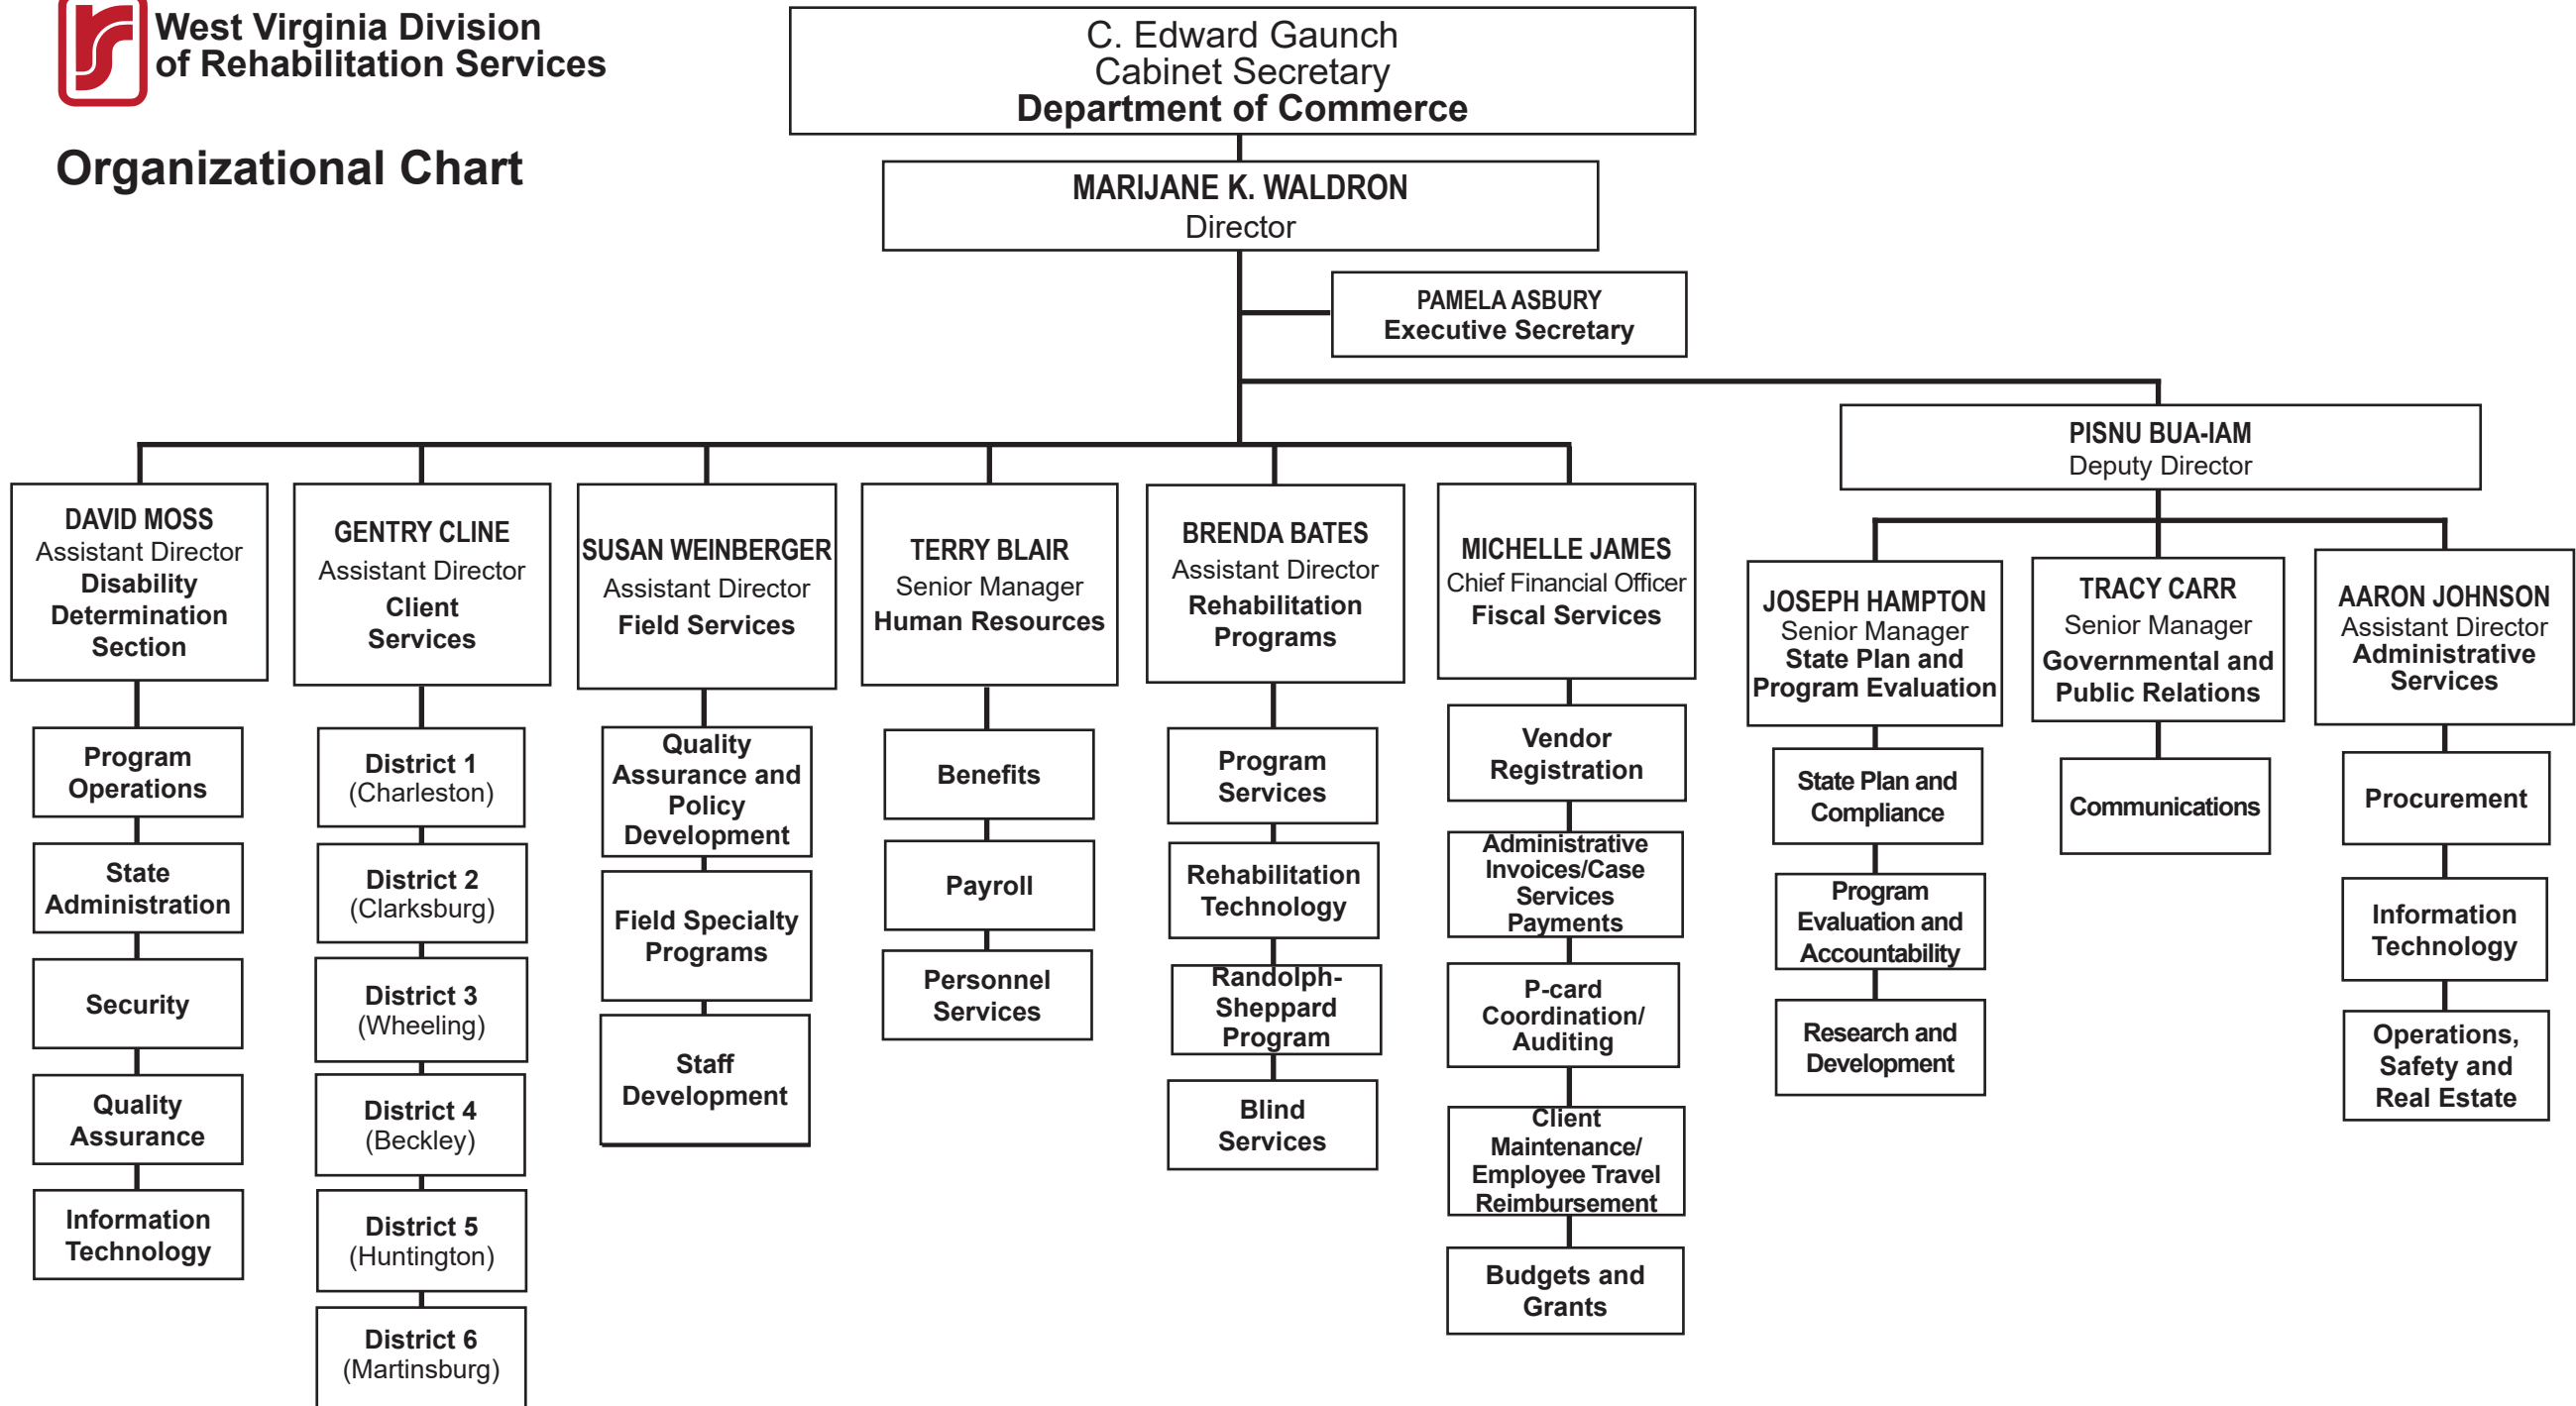 West Virginia Division
of Rehabilitation Services
Organizational Chart
C. Edward Gaunch
Cabinet Secretary
Department of Commerce
MARIJANE K. WALDRON
Director
PAMELA ASBURY
Executive Secretary
PISNU BUA-IAM
Deputy Director
DAVID MOSS
Assistant Director
Disability
Determination
Section
Program
Operations
State
Administration
Security
Quality
Assurance
Information
Technology
GENTRY CLINE
Assistant Director
Client
Services
District 1
(Charleston)
District 2
(Clarksburg)
District 3
(Wheeling)
District 4
(Beckley)
District 5
(Huntington)
District 6
(Martinsburg)
SUSAN WEINBERGER
Assistant Director
Field Services
Quality
Assurance and
Policy
Development
Field Specialty
Programs
Staff
Development
TERRY BLAIR
Senior Manager
Human Resources
Benefits
Payroll
Personnel
Services
BRENDA BATES
Assistant Director
Rehabilitation
Programs
Program
Services
Rehabilitation
Technology
Randolph-
Sheppard
Program
Blind
Services
MICHELLE JAMES
Chief Financial Officer
Fiscal Services
Vendor
Registration
Administrative
Invoices/Case
Services
Payments
P-card
Coordination/
Auditing
Client
Maintenance/
Employee Travel
Reimbursement
Budgets and
Grants
JOSEPH HAMPTON
Senior Manager
State Plan and
Program Evaluation
State Plan and
Compliance
Program
Evaluation and
Accountability
Research and
Development
TRACY CARR
Senior Manager
Governmental and
Public Relations
Communications
AARON JOHNSON
Assistant Director
Administrative
Services
Procurement
Information
Technology
Operations,
Safety and
Real Estate